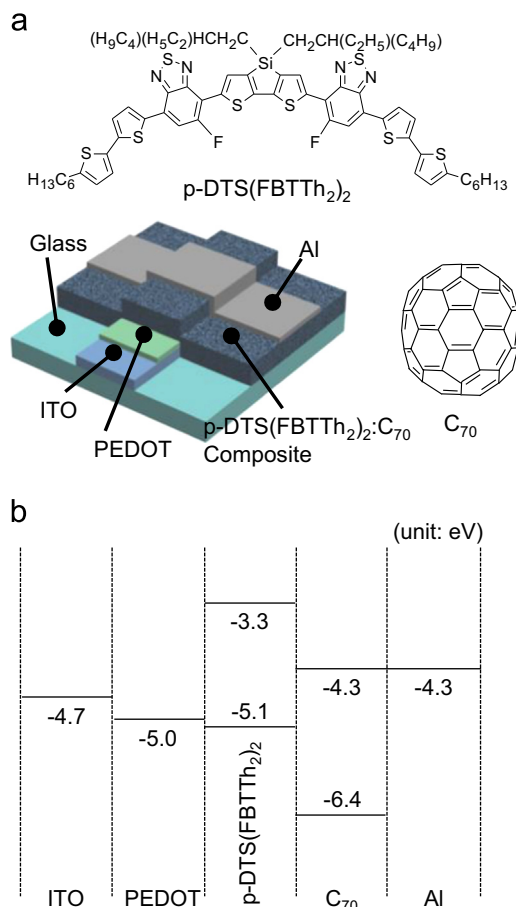 a
(H₉C₄)(H₅C₂)HCH₂C CH₂CH(C₂H₅)(C₄H₉)
S Si S
N N N N
S S S S
F F
S S
H₁₃C₆ C₆H₁₃
p-DTS(FBTTh₂)₂
Glass Al
ITO
PEDOT
p-DTS(FBTTh₂)₂:C₇₀
Composite
C₇₀
b
(unit: eV)
-3.3
-4.3 -4.3
-4.7
-5.0
-5.1
-6.4
ITO PEDOT p-DTS(FBTTh₂)₂ C₇₀ Al